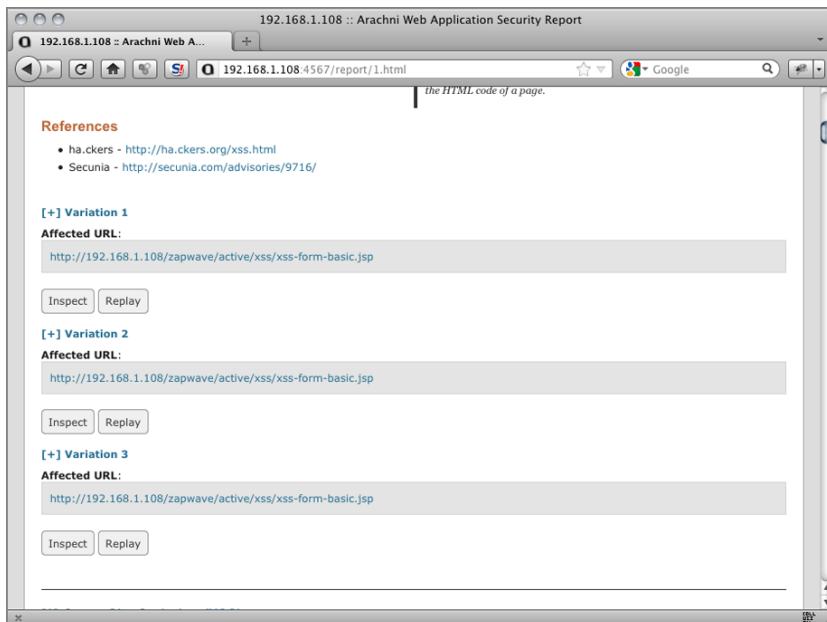 192.168.1.108 :: Arachni Web Application Security Report
192.168.1.108 :: Arachni Web A...
192.168.1.108:4567/report/1.html
Google
the HTML code of a page.
References
• ha.ckers - http://ha.ckers.org/xss.html
• Secunia - http://secunia.com/advisories/9716/
[+] Variation 1
Affected URL:
http://192.168.1.108/zapwave/active/xss/xss-form-basic.jsp
Inspect Replay
[+] Variation 2
Affected URL:
http://192.168.1.108/zapwave/active/xss/xss-form-basic.jsp
Inspect Replay
[+] Variation 3
Affected URL:
http://192.168.1.108/zapwave/active/xss/xss-form-basic.jsp
Inspect Replay